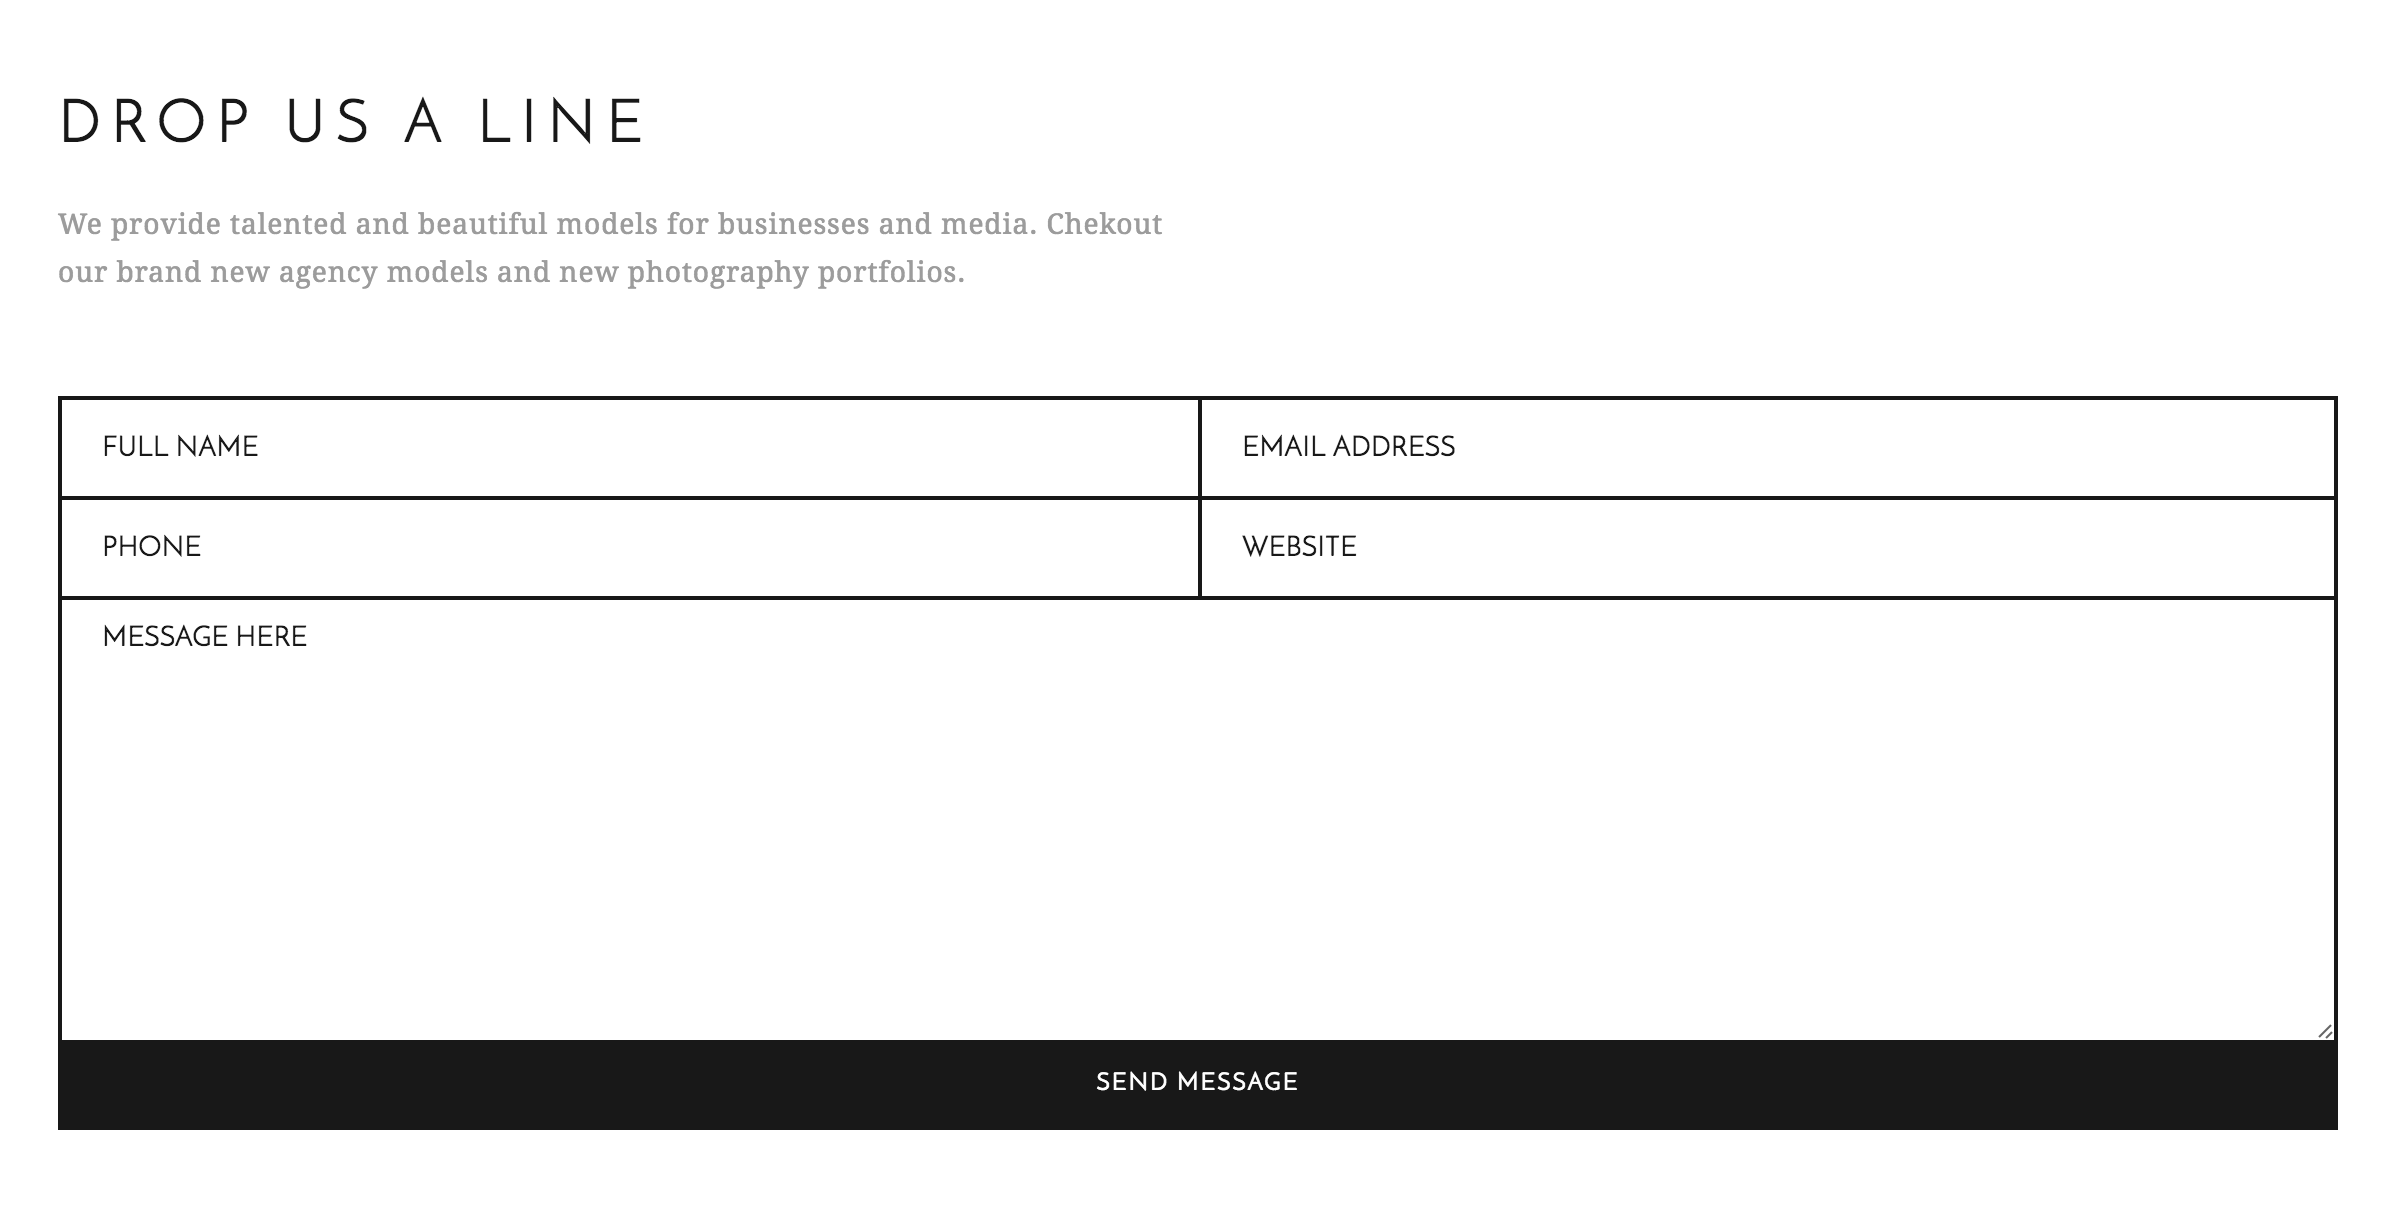 DROP US A LINE
We provide talented and beautiful models for businesses and media. Chekout
our brand new agency models and new photography portfolios.
FULL NAME
EMAIL ADDRESS
PHONE
WEBSITE
MESSAGE HERE
SEND MESSAGE